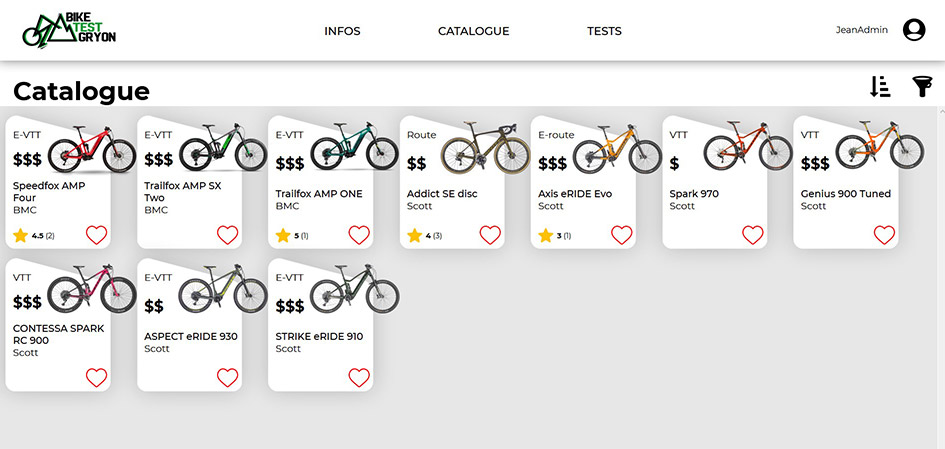 BIKE
TEST
GRYON
INFOS
CATALOGUE
TESTS
JeanAdmin
Catalogue
E-VTT
$$$
Speedfox AMP
Four
BMC
4.5 (2)
E-VTT
$$$
Trailfox AMP SX
Two
BMC
E-VTT
$$$
Trailfox AMP ONE
BMC
5 (1)
Route
$$
Addict SE disc
Scott
4 (3)
E-route
$$$
Axis eRIDE Evo
Scott
3 (1)
VTT
$
Spark 970
Scott
VTT
$$$
Genius 900 Tuned
Scott
VTT
$$$
CONTESSA SPARK
RC 900
Scott
E-VTT
$$
ASPECT eRIDE 930
Scott
E-VTT
$$$
STRIKE eRIDE 910
Scott